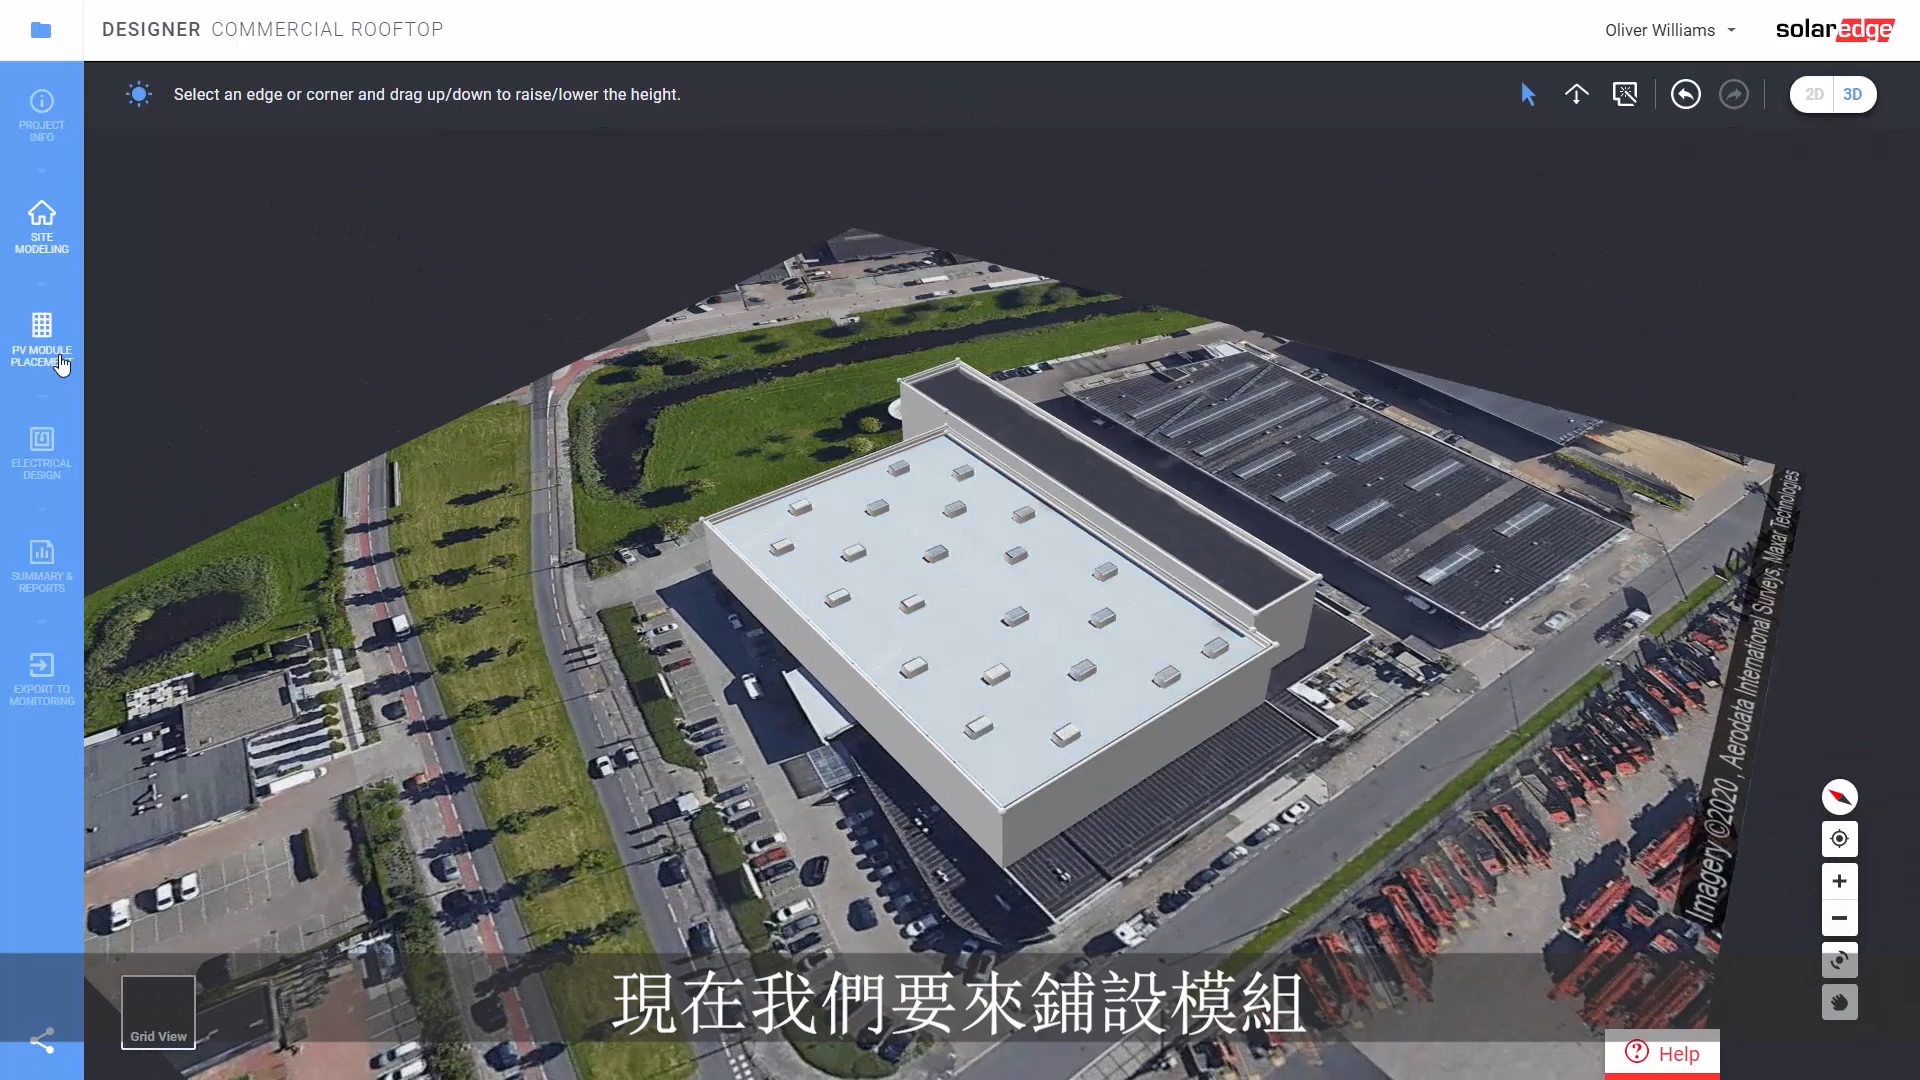 DESIGNER COMMERCIAL ROOFTOP
Oliver Williams
solaredge
Select an edge or corner and drag up/down to raise/lower the height.
2D 3D
PROJECT
INFO
SITE
MODELING
PV MODULE
PLACEMENT
ELECTRICAL
DESIGN
SUMMARY &
REPORTS
EXPORT TO
MONITORING
Imagery ©2020 , Aerodata International Surveys, Maxar Technologies
Grid View
現在我們要來鋪設模組
Help